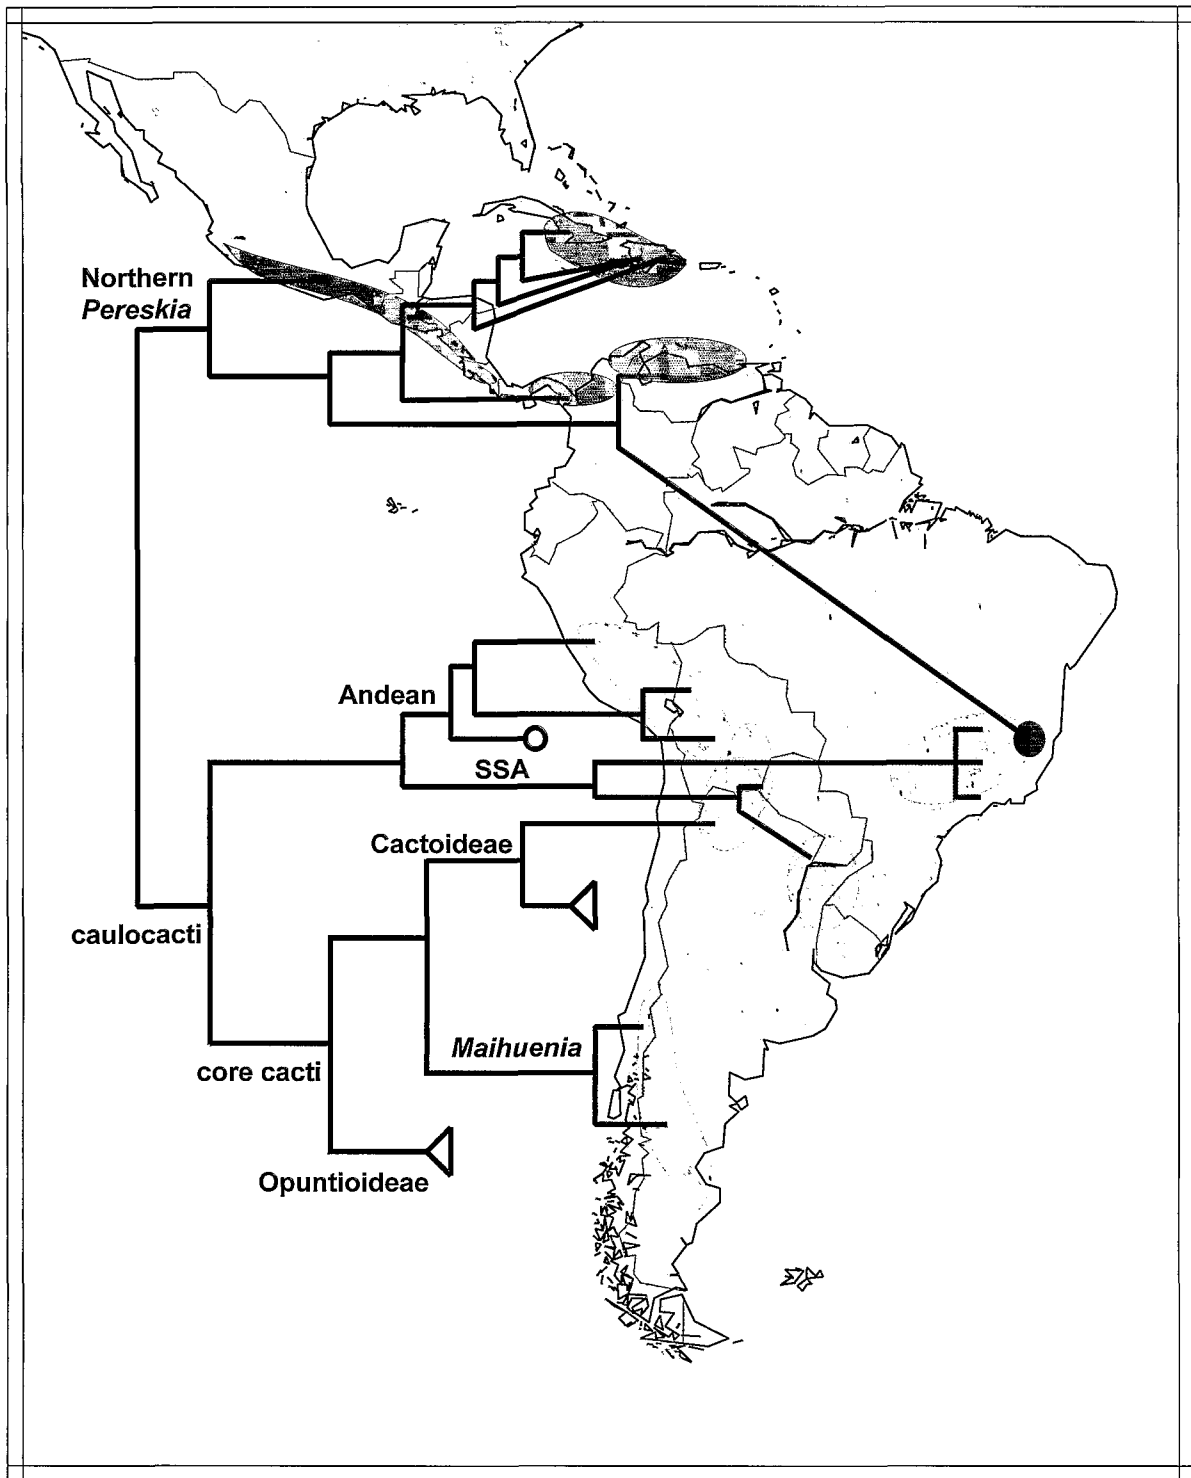 Northern
Pereskia
Andean
SSA
Cactoideae
caulocacti
Maihuenia
core cacti
Opuntioideae